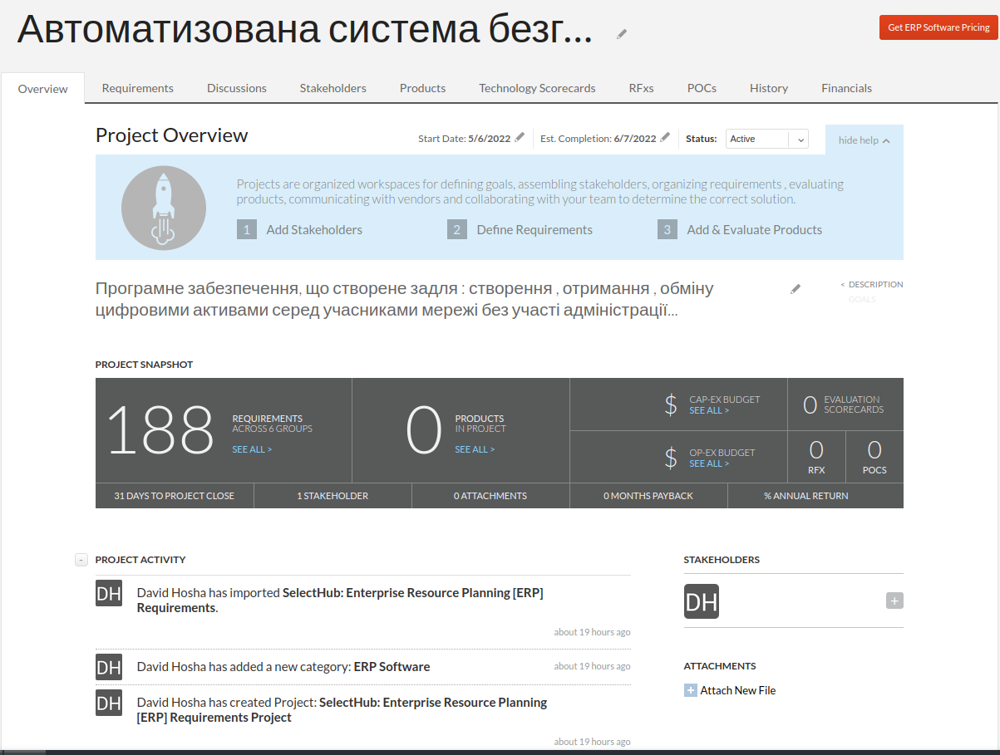 Автоматизована система безг...
Get ERP Software Pricing
Overview Requirements Discussions Stakeholders Products Technology Scorecards RFxs POCs History Financials
Project Overview
Start Date: 5/6/2022 Est. Completion: 6/7/2022 Status: Active hide help
Projects are organized workspaces for defining goals, assembling stakeholders, organizing requirements , evaluating
products, communicating with vendors and collaborating with your team to determine the correct solution.
1 Add Stakeholders 2 Define Requirements 3 Add & Evaluate Products
Програмне забезпечення, що створене задля : створення , отримання , обміну
цифровими активами серед учасниками мережі без участі адміністрації...
< DESCRIPTION
GOALS
PROJECT SNAPSHOT
188 REQUIREMENTS
ACROSS 6 GROUPS
SEE ALL >
0 PRODUCTS
IN PROJECT
SEE ALL >
$ CAP-EX BUDGET
SEE ALL >
0 EVALUATION
SCORECARDS
$ OP-EX BUDGET
SEE ALL >
0
RFX
0
POCS
31 DAYS TO PROJECT CLOSE 1 STAKEHOLDER 0 ATTACHMENTS 0 MONTHS PAYBACK % ANNUAL RETURN
- PROJECT ACTIVITY
DH David Hosha has imported SelectHub: Enterprise Resource Planning [ERP]
Requirements.
about 19 hours ago
DH David Hosha has added a new category: ERP Software about 19 hours ago
DH David Hosha has created Project: SelectHub: Enterprise Resource Planning
[ERP] Requirements Project
about 19 hours ago
STAKEHOLDERS
DH +
ATTACHMENTS
+ Attach New File